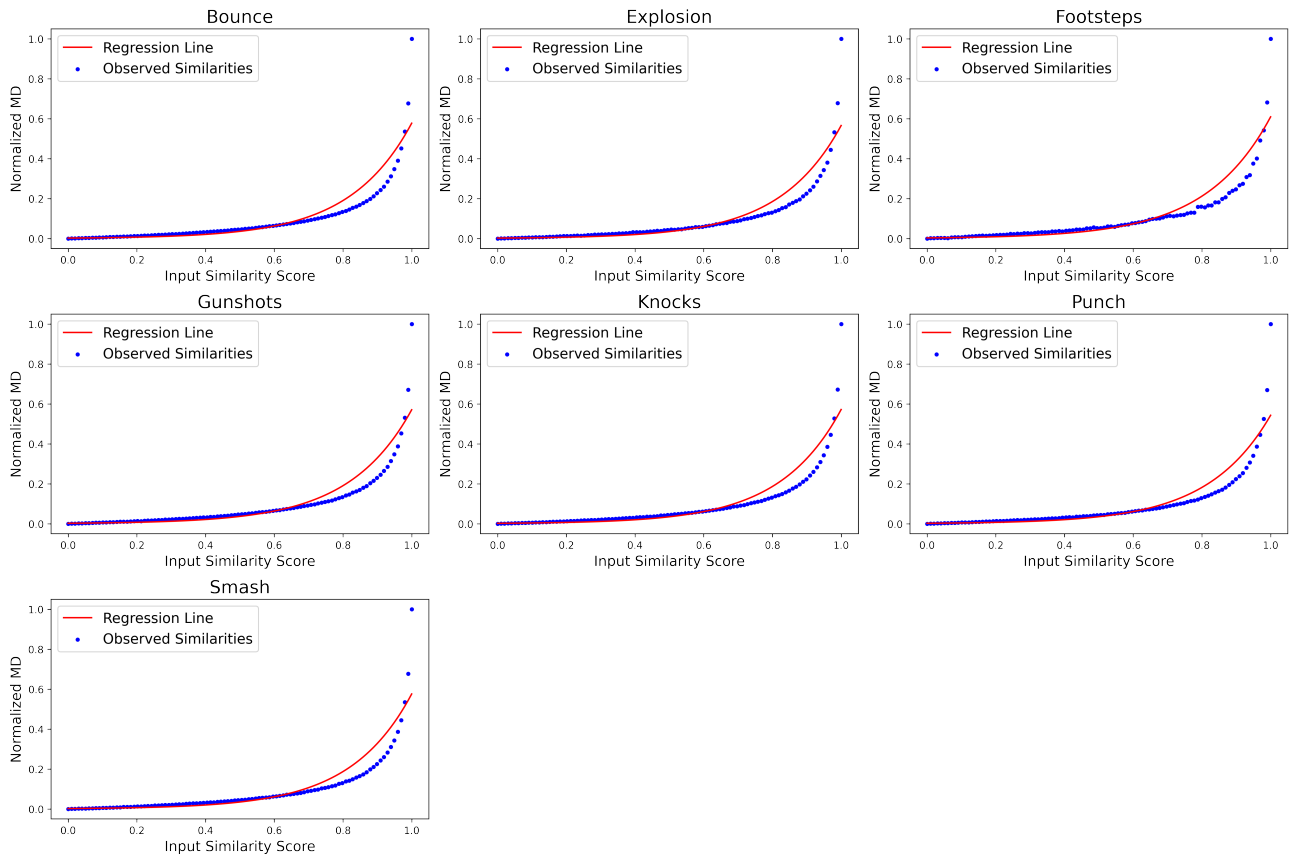 Bounce
Normalized MD
1.0
0.8
0.6
0.4
0.2
0.0
Regression Line
Observed Similarities
0.0 0.2 0.4 0.6 0.8 1.0
Input Similarity Score
Explosion
Normalized MD
1.0
0.8
0.6
0.4
0.2
0.0
Regression Line
Observed Similarities
0.0 0.2 0.4 0.6 0.8 1.0
Input Similarity Score
Footsteps
Normalized MD
1.0
0.8
0.6
0.4
0.2
0.0
Regression Line
Observed Similarities
0.0 0.2 0.4 0.6 0.8 1.0
Input Similarity Score
Gunshots
Normalized MD
1.0
0.8
0.6
0.4
0.2
0.0
Regression Line
Observed Similarities
0.0 0.2 0.4 0.6 0.8 1.0
Input Similarity Score
Knocks
Normalized MD
1.0
0.8
0.6
0.4
0.2
0.0
Regression Line
Observed Similarities
0.0 0.2 0.4 0.6 0.8 1.0
Input Similarity Score
Punch
Normalized MD
1.0
0.8
0.6
0.4
0.2
0.0
Regression Line
Observed Similarities
0.0 0.2 0.4 0.6 0.8 1.0
Input Similarity Score
Smash
Normalized MD
1.0
0.8
0.6
0.4
0.2
0.0
Regression Line
Observed Similarities
0.0 0.2 0.4 0.6 0.8 1.0
Input Similarity Score